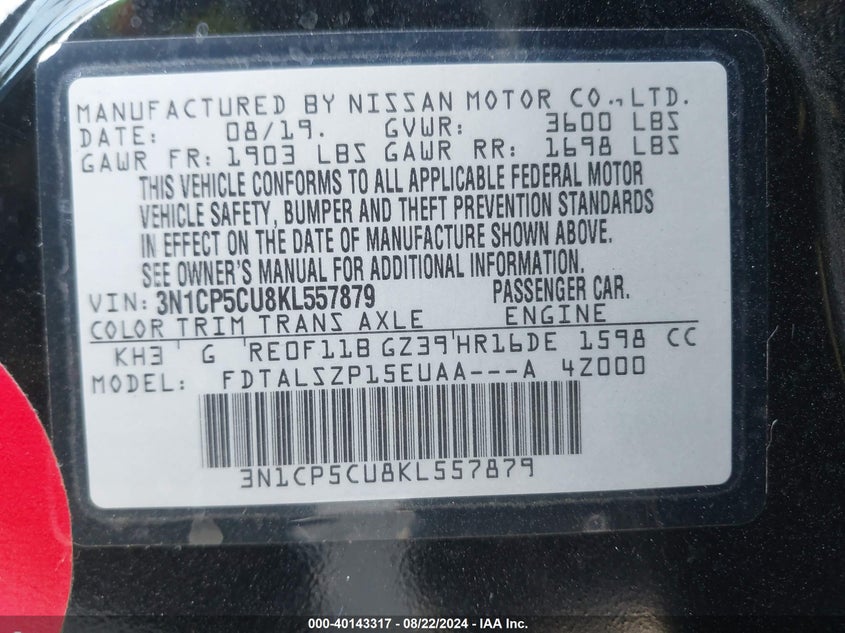 MANUFACTURED BY NISSAN MOTOR CO., LTD.
DATE: 08/19. GVWR: 3600 LBS
GAWR FR: 1903 LBS GAWR RR: 1698 LBS
THIS VEHICLE CONFORMS TO ALL APPLICABLE FEDERAL MOTOR
VEHICLE SAFETY, BUMPER AND THEFT PREVENTION STANDARDS
IN EFFECT ON THE DATE OF MANUFACTURE SHOWN ABOVE.
SEE OWNER'S MANUAL FOR ADDITIONAL INFORMATION.
VIN: 3N1CP5CU8KL557879 PASSENGER CAR.
COLOR TRIM TRANS AXLE ENGINE
KH3 G RE0F11B GZ39 HR16DE 1598 CC
MODEL: FDTALSZP15EUAA---A 4Z000
3N1CP5CU8KL557879
000-40143317 - 08/22/2024 - IAA Inc.